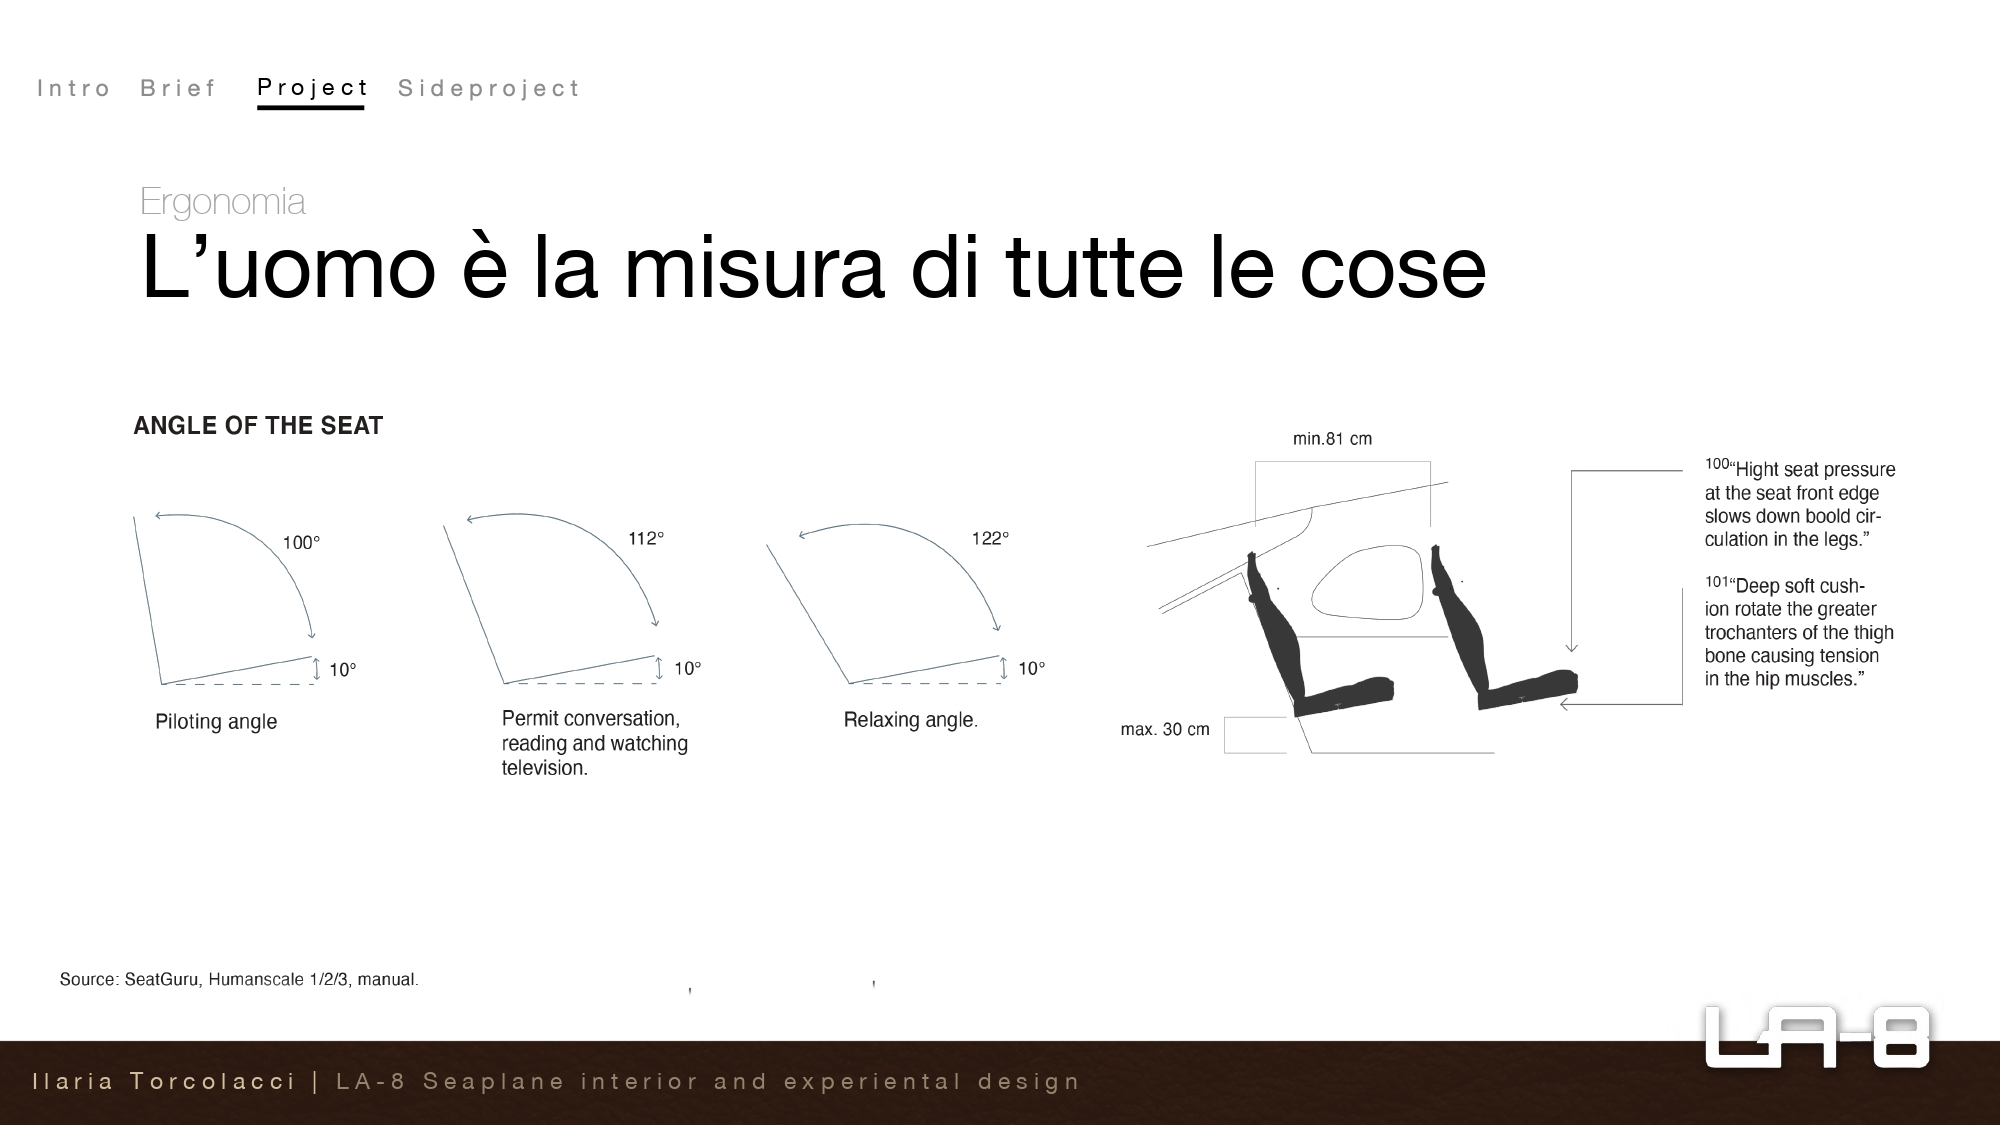 Intro Brief Project Sideproject
Ergonomia
L’uomo è la misura di tutte le cose
ANGLE OF THE SEAT
100°
10°
Piloting angle
112°
10°
Permit conversation,
reading and watching
television.
122°
10°
Relaxing angle.
min.81 cm
max. 30 cm
100“Hight seat pressure
at the seat front edge
slows down boold cir-
culation in the legs.”
101“Deep soft cush-
ion rotate the greater
trochanters of the thigh
bone causing tension
in the hip muscles.”
Source: SeatGuru, Humanscale 1/2/3, manual.
LA-8
Ilaria Torcolacci | LA-8 Seaplane interior and experiental design